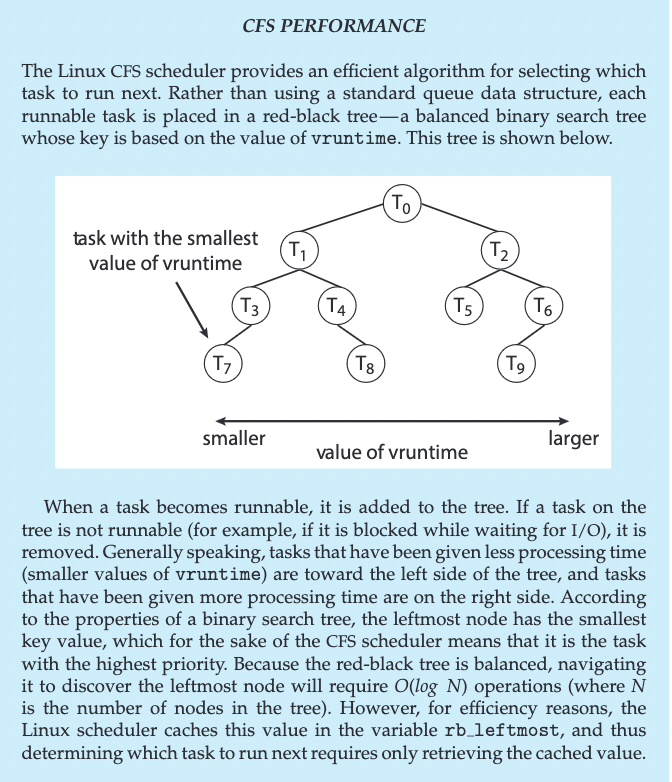 CFS PERFORMANCE
The Linux CFS scheduler provides an efficient algorithm for selecting which
task to run next. Rather than using a standard queue data structure, each
runnable task is placed in a red-black tree—a balanced binary search tree
whose key is based on the value of vruntime. This tree is shown below.
T0
task with the smallest
value of vruntime
T1
T2
T3
T4
T5
T6
T7
T8
T9
smaller
larger
value of vruntime
When a task becomes runnable, it is added to the tree. If a task on the
tree is not runnable (for example, if it is blocked while waiting for I/O), it is
removed. Generally speaking, tasks that have been given less processing time
(smaller values of vruntime) are toward the left side of the tree, and tasks
that have been given more processing time are on the right side. According
to the properties of a binary search tree, the leftmost node has the smallest
key value, which for the sake of the CFS scheduler means that it is the task
with the highest priority. Because the red-black tree is balanced, navigating
it to discover the leftmost node will require O(log N) operations (where N
is the number of nodes in the tree). However, for efficiency reasons, the
Linux scheduler caches this value in the variable rb_leftmost, and thus
determining which task to run next requires only retrieving the cached value.